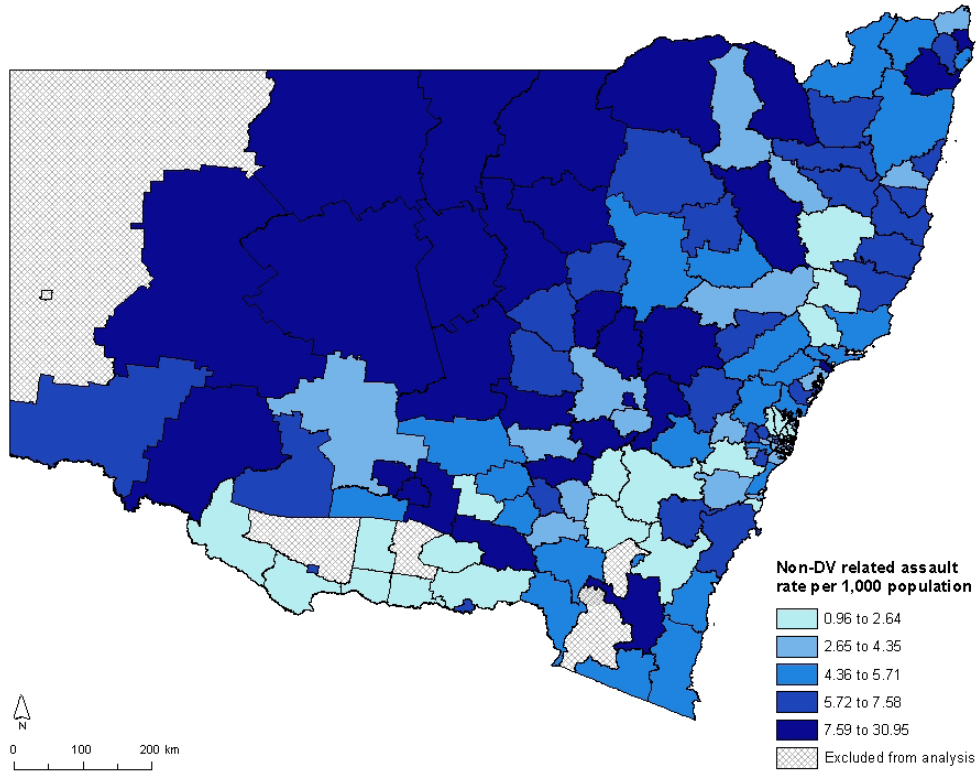 Non-DV related assault
rate per 1,000 population
0.96 to 2.64
2.65 to 4.35
4.36 to 5.71
5.72 to 7.58
7.59 to 30.95
Excluded from analysis
N
0 100 200 km